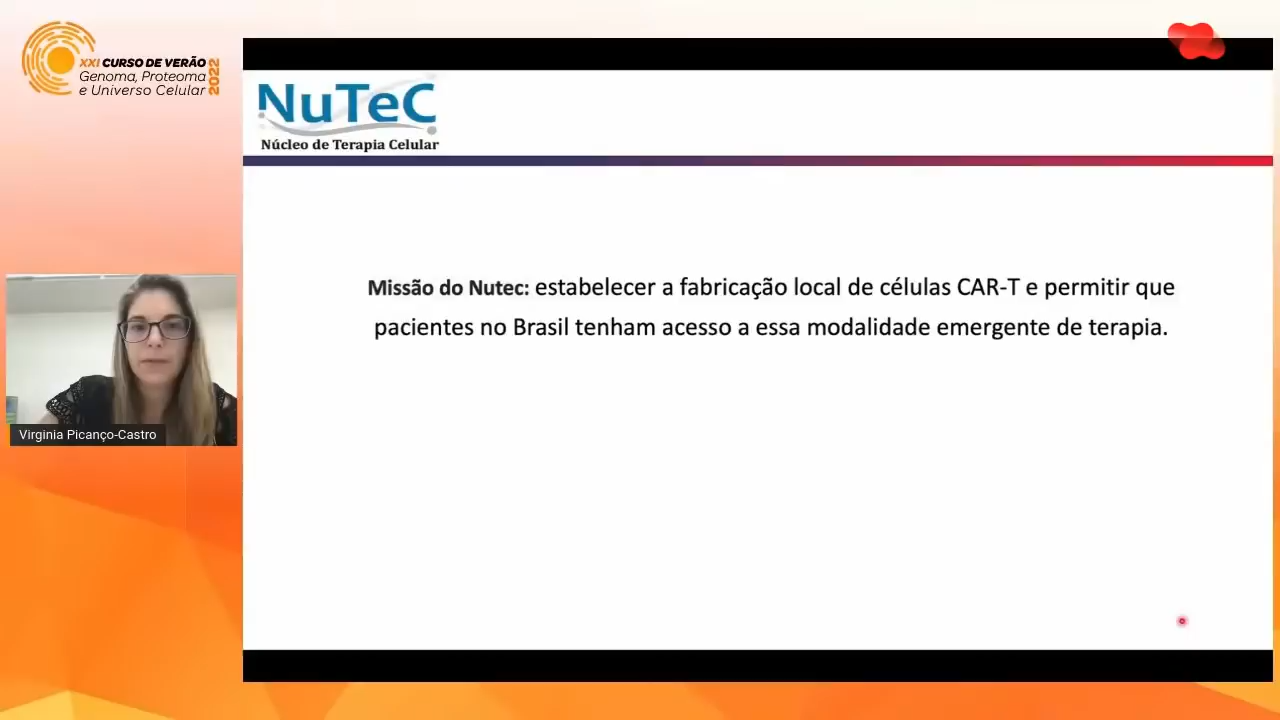 XXI CURSO DE VERÃO
Genoma, Proteoma
e Universo Celular
2022
NuTeC
Núcleo de Terapia Celular
Missão do Nutec: estabelecer a fabricação local de células CAR-T e permitir que
pacientes no Brasil tenham acesso a essa modalidade emergente de terapia.
Virginia Picanço-Castro